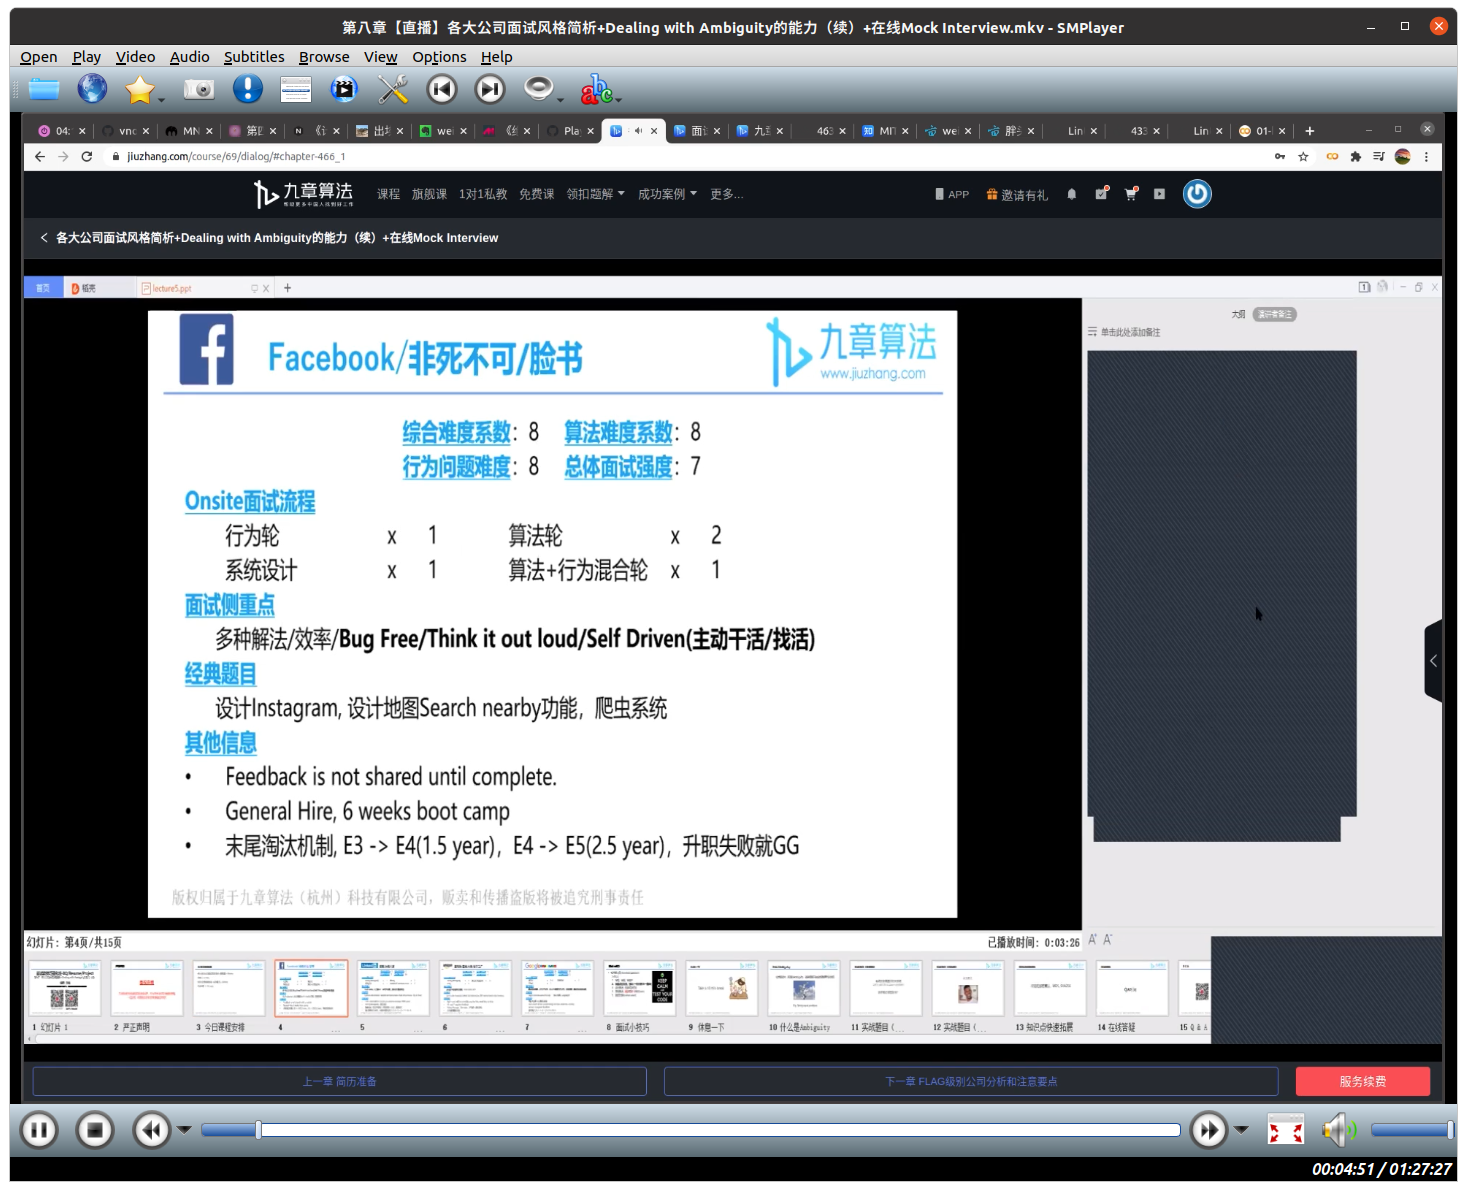 第八章【直播】各大公司面试风格简析+Dealing with Ambiguity的能力（续）+在线Mock Interview.mkv - SMPlayer
Open Play Video Audio Subtitles Browse View Options Help
04: vnc MN 第四 N 出埃 wei Pla 面试 九章 463 知 MIT we 胖头 Lin 433 Lin 01-
jiuzhang.com/course/69/dialog/#chapter-466_1
九章算法 课程 旗舰课 1对1私教 免费课 领扣题解 成功案例 更多... APP 邀请有礼
各大公司面试风格简析+Dealing with Ambiguity的能力（续）+在线Mock Interview
首页 稻壳 lecture5.ppt
大纲 演讲者备注
单击此处添加备注
Facebook/非死不可/脸书
九章算法
www.jiuzhang.com
综合难度系数：8 算法难度系数：8
行为问题难度：8 总体面试强度：7
Onsite面试流程
行为轮 x 1 算法轮 x 2
系统设计 x 1 算法+行为混合轮 x 1
面试侧重点
多种解法/效率/Bug Free/Think it out loud/Self Driven(主动干活/找活)
经典题目
设计Instagram, 设计地图Search nearby功能，爬虫系统
其他信息
• Feedback is not shared until complete.
• General Hire, 6 weeks boot camp
• 末尾淘汰机制, E3 -> E4(1.5 year)，E4 -> E5(2.5 year)，升职失败就GG
版权归属于九章算法（杭州）科技有限公司，贩卖和传播盗版将被追究刑事责任
幻灯片：第4页/共15页 已播放时间：0:03:26
1 幻灯片 1 2 严正声明 3 今日课程安排 4 ... 5 ... 6 ... 7 ... 8 面试小技巧 9 休息一下 10 什么是Ambiguity 11 实战题目（... 12 实战题目（... 13 知识点快速拓展 14 在线答疑 15 Q & A
上一章 简历准备 下一章 FLAG级别公司分析和注意要点 服务续费
00:04:51 / 01:27:27